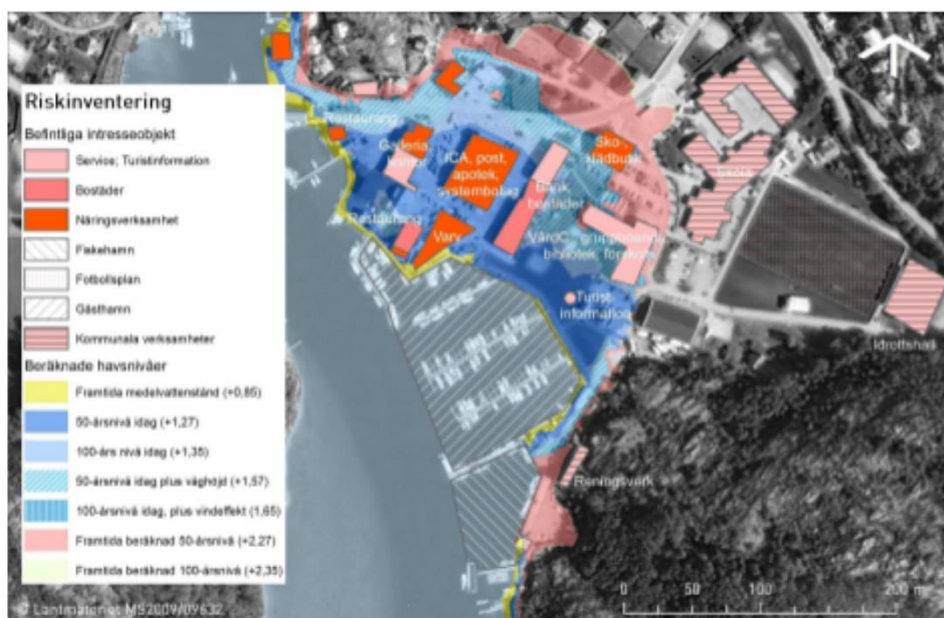 Riskinventering
Befintliga intresseobjekt
Service; Turistinformation
Bostäder
Näringsverksamhet
Fiskehamn
Fotbollsplan
Gästhamn
Kommunala verksamheter
Beräknade havsnivåer
Framtida medelvattenstånd (+0,85)
50-årsnivå idag (+1,27)
100-års nivå idag (+1,35)
50-årsnivå idag plus våghöjd (+1,57)
100-årsnivå idag, plus vindeffekt (1,65)
Framtida beräknad 50-årsnivå (+2,27)
Framtida beräknad 100-årsnivå (+2,35)
© Lantmäteriet MS2009/09632
Restaurang
Galleria,
kontor
ICA, post,
apotek,
systembolag
Sko-,
klädbutik
Bank,
bostäder
Restaurang
Varv
VårdC, gruppboende,
bibliotek, förskola
Turist
information
Idrottshall
Reningsverk
0 50 100 200 m